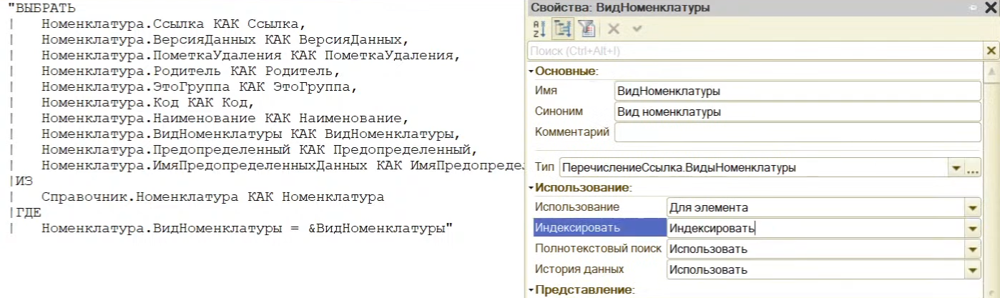 "ВЫБРАТЬ
| Номенклатура.Ссылка КАК Ссылка,
| Номенклатура.ВерсияДанных КАК ВерсияДанных,
| Номенклатура.ПометкаУдаления КАК ПометкаУдаления,
| Номенклатура.Родитель КАК Родитель,
| Номенклатура.ЭтоГруппа КАК ЭтоГруппа,
| Номенклатура.Код КАК Код,
| Номенклатура.Наименование КАК Наименование,
| Номенклатура.ВидНоменклатуры КАК ВидНоменклатуры,
| Номенклатура.Предопределенный КАК Предопределенный,
| Номенклатура.ИмяПредопределенныхДанных КАК ИмяПредопредел
|ИЗ
| Справочник.Номенклатура КАК Номенклатура
|ГДЕ
| Номенклатура.ВидНоменклатуры = &ВидНоменклатуры"
Свойства: ВидНоменклатуры
Поиск (Ctrl+Alt+I)
Основные:
Имя ВидНоменклатуры
Синоним Вид номенклатуры
Комментарий
Тип ПеречислениеСсылка.ВидыНоменклатуры
Использование:
Использование Для элемента
Индексировать Индексировать
Полнотекстовый поиск Использовать
История данных Использовать
Представление: